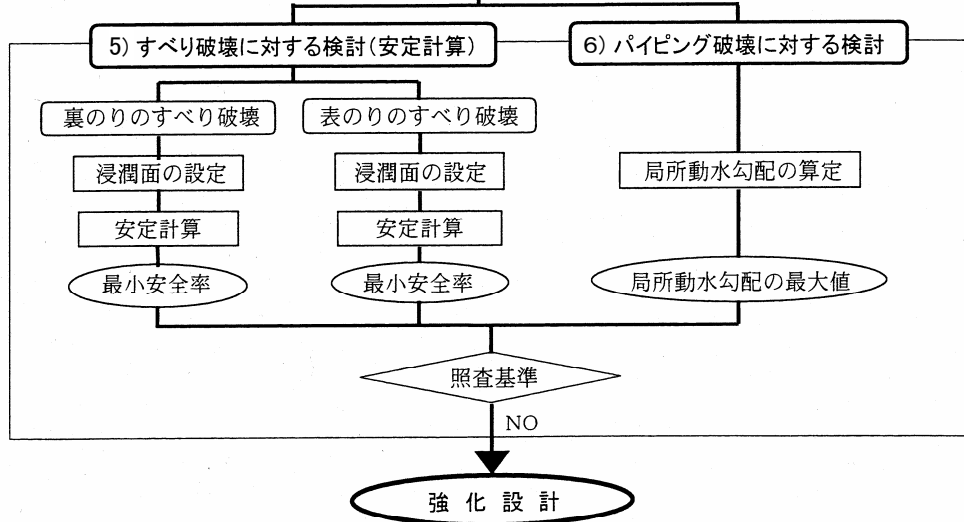 5) すべり破壊に対する検討(安定計算)
6) パイピング破壊に対する検討
裏のりのすべり破壊
表のりのすべり破壊
浸潤面の設定
浸潤面の設定
局所動水勾配の算定
安定計算
安定計算
最小安全率
最小安全率
局所動水勾配の最大値
照査基準
NO
強化設計